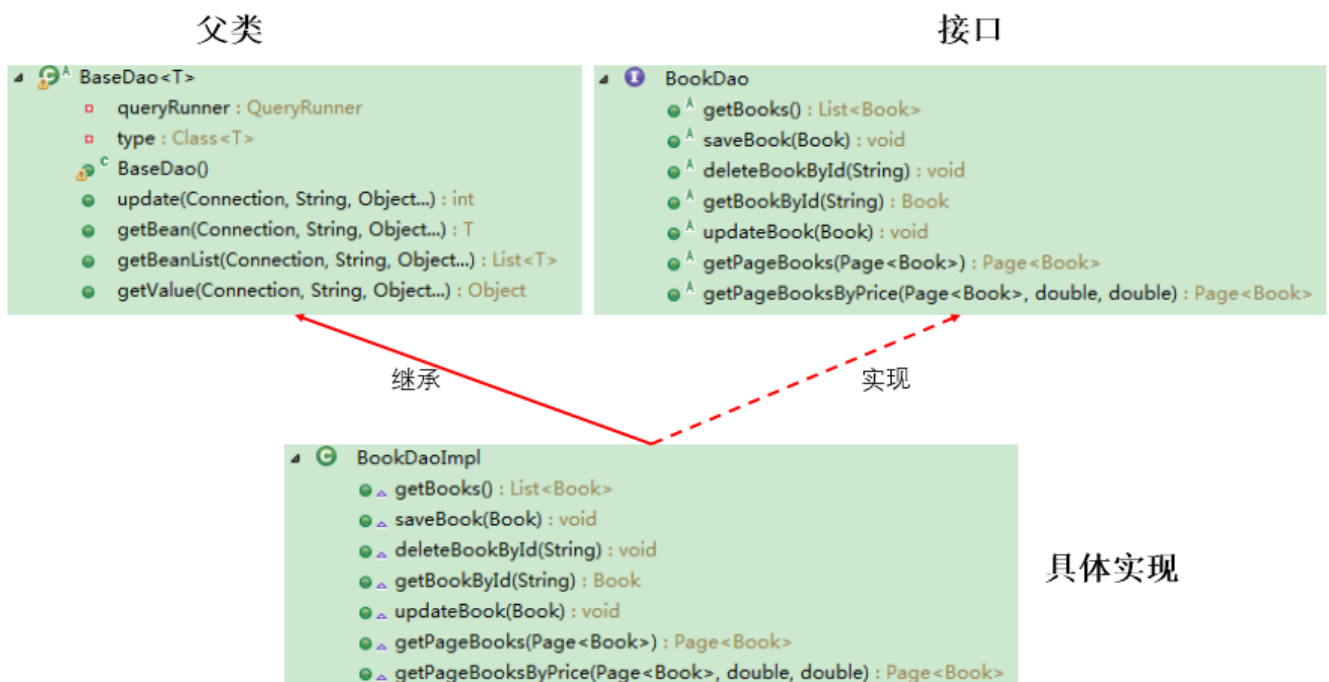 父类
接口
BaseDao<T>
queryRunner : QueryRunner
type : Class<T>
BaseDao()
update(Connection, String, Object...) : int
getBean(Connection, String, Object...) : T
getBeanList(Connection, String, Object...) : List<T>
getValue(Connection, String, Object...) : Object
BookDao
getBooks() : List<Book>
saveBook(Book) : void
deleteBookById(String) : void
getBookById(String) : Book
updateBook(Book) : void
getPageBooks(Page<Book>) : Page<Book>
getPageBooksByPrice(Page<Book>, double, double) : Page<Book>
继承
实现
BookDaoImpl
getBooks() : List<Book>
saveBook(Book) : void
deleteBookById(String) : void
getBookById(String) : Book
updateBook(Book) : void
getPageBooks(Page<Book>) : Page<Book>
getPageBooksByPrice(Page<Book>, double, double) : Page<Book>
具体实现